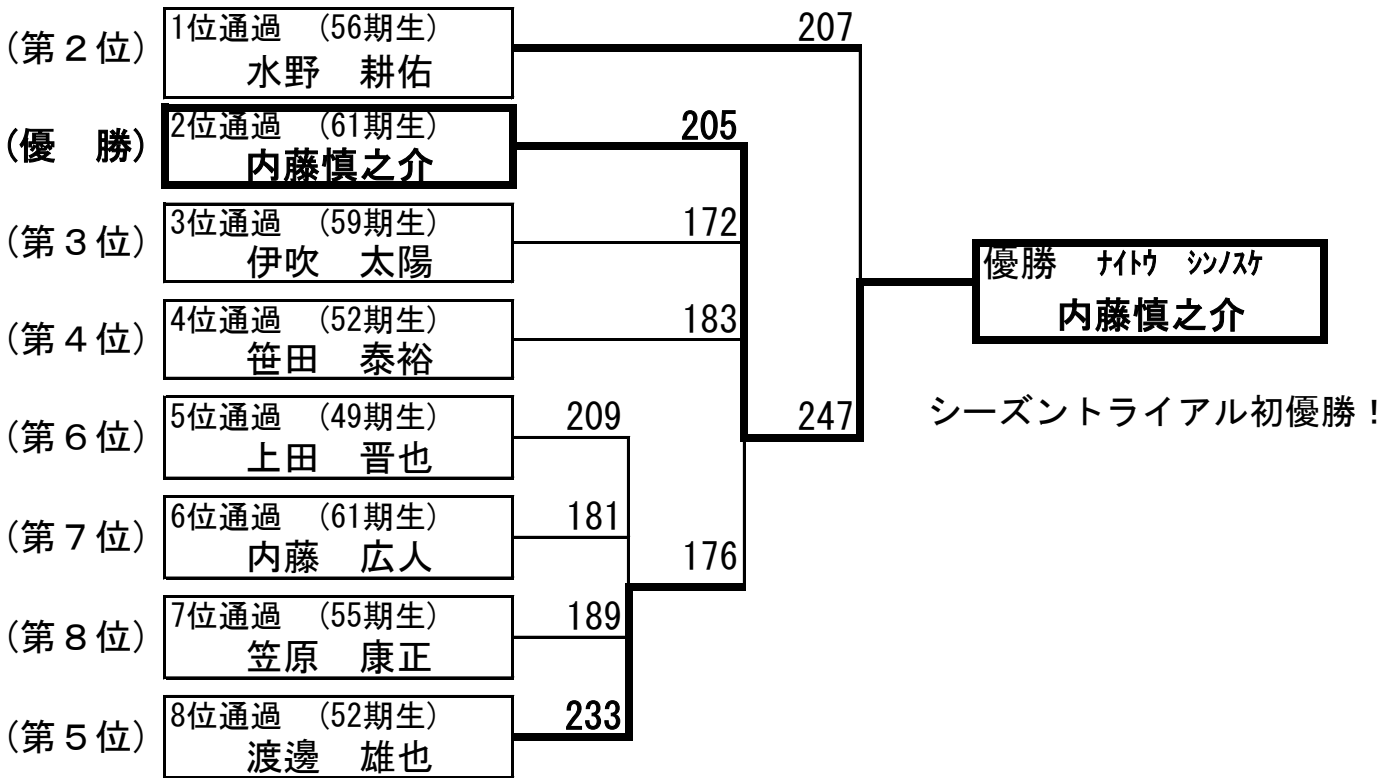 (第２位)
1位通過　(56期生)
水野　耕佑
207
(優　勝)
2位通過　(61期生)
内藤慎之介
205
(第３位)
3位通過　(59期生)
伊吹　太陽
172
(第４位)
4位通過　(52期生)
笹田　泰裕
183
優勝　ﾅｲﾄｳ　ｼﾝﾉｽｹ
内藤慎之介
(第６位)
5位通過　(49期生)
上田　晋也
209
247
シーズントライアル初優勝！
(第７位)
6位通過　(61期生)
内藤　広人
181
176
(第８位)
7位通過　(55期生)
笠原　康正
189
(第５位)
8位通過　(52期生)
渡邊　雄也
233